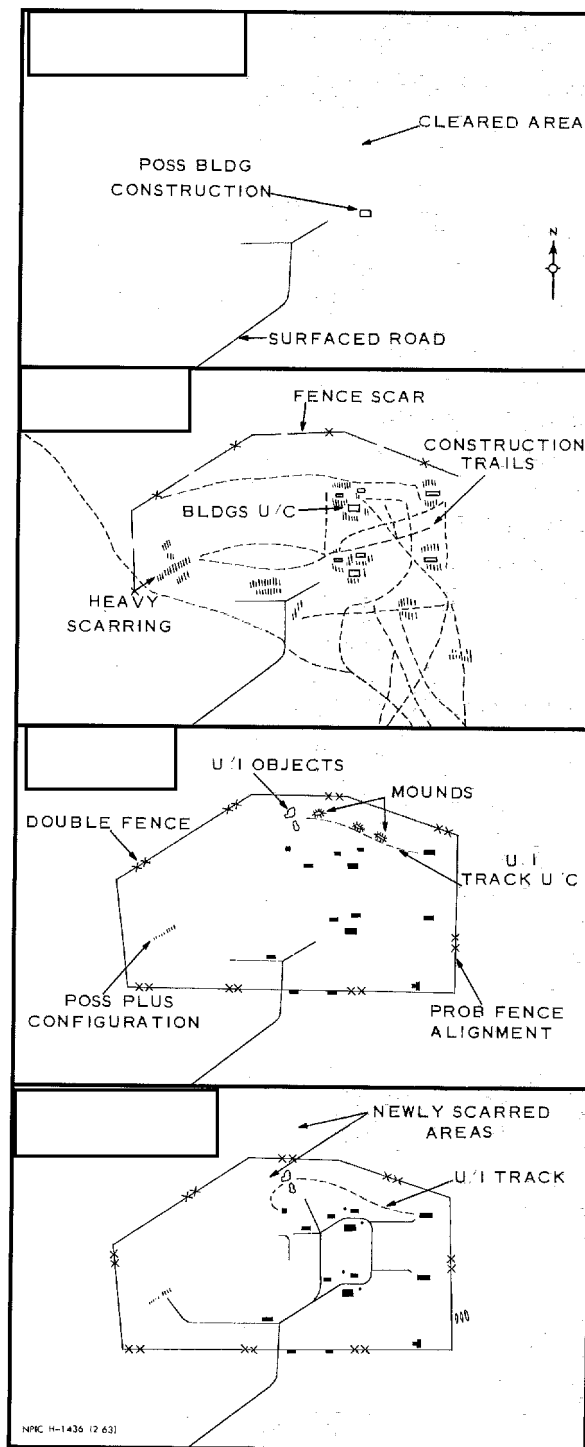 CLEARED AREA
POSS BLDG
CONSTRUCTION
N
SURFACED ROAD
FENCE SCAR
CONSTRUCTION
TRAILS
BLDGS U/C
HEAVY
SCARRING
U/I OBJECTS
MOUNDS
DOUBLE FENCE
U/I
TRACK U/C
POSS PLUS
CONFIGURATION
PROB FENCE
ALIGNMENT
NEWLY SCARRED
AREAS
U/I TRACK
NPIC H-1436 (2 63)